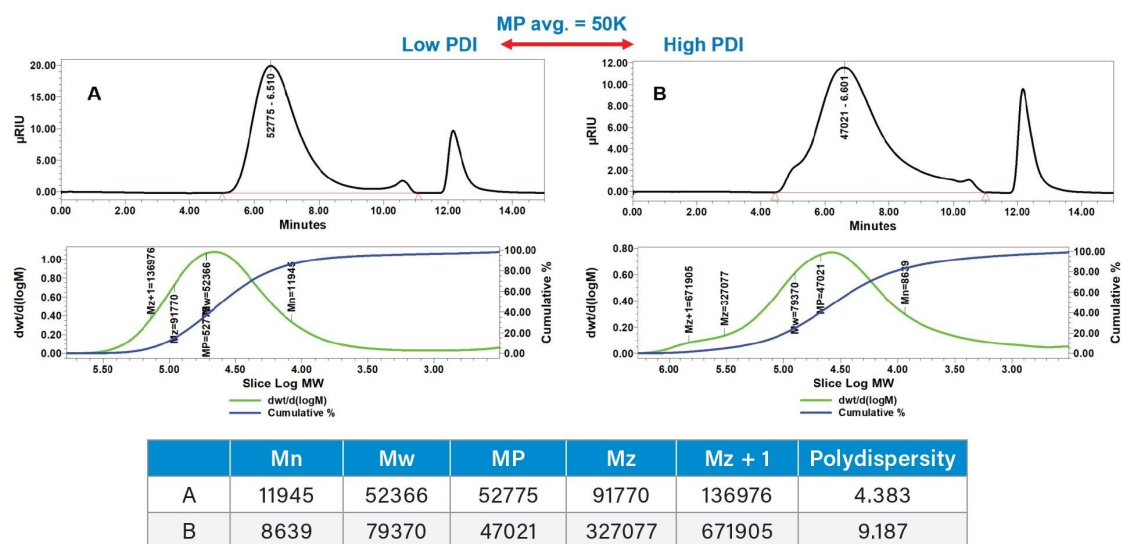 MP avg. = 50K
Low PDI High PDI
A
µRIU
20.00
15.00
10.00
5.00
0.00
52775 - 6.510
0.00 2.00 4.00 6.00 8.00 10.00 12.00 14.00
Minutes
B
µRIU
12.00
10.00
8.00
6.00
4.00
2.00
0.00
47021 - 6.601
0.00 2.00 4.00 6.00 8.00 10.00 12.00 14.00
Minutes
dwt/d(logM)
1.00
0.80
0.60
0.40
0.20
0.00
Mz+1=136976
Mz=91770
Mw=52366
Mn=11945
100.00
80.00
60.00
40.00
20.00
0.00
Cumulative %
5.50 5.00 4.50 4.00 3.00
Slice Log MW
dwt/d(logM)
Cumulative %
dwt/d(logM)
0.80
0.60
0.40
0.20
0.00
Mz+1=671905
Mz=327077
Mw=79370
MP=47021
Mn=8639
100.00
80.00
60.00
40.00
20.00
0.00
Cumulative %
6.00 5.50 5.00 4.50 4.00 3.50 3.00
Slice Log MW
dwt/d(logM)
Cumulative %
Mn Mw MP Mz Mz + 1 Polydispersity
A 11945 52366 52775 91770 136976 4.383
B 8639 79370 47021 327077 671905 9.187